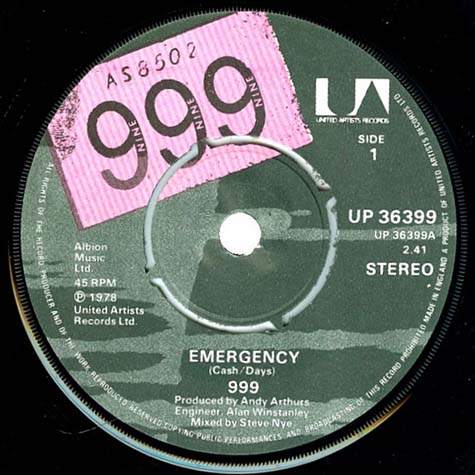 AS8502
999
NINE NINE NINE
UA
UNITED ARTISTS RECORDS
SIDE
1
UP 36399
UP 36399A
2.41
STEREO
Albion
Music
Ltd.
45 RPM
Ⓟ 1978
United Artists
Records Ltd.
EMERGENCY
(Cash/Days)
999
Produced by Andy Arthurs
Engineer, Alan Winstanley
Mixed by Steve Nye
ALL RIGHTS OF THE RECORD PRODUCER AND OF THE WORK REPRODUCED RESERVED COPYING PUBLIC PERFORMANCES AND BROADCASTING OF THIS RECORD PROHIBITED MADE IN ENGLAND A PRODUCT OF UNITED ARTISTS RECORDS LTD